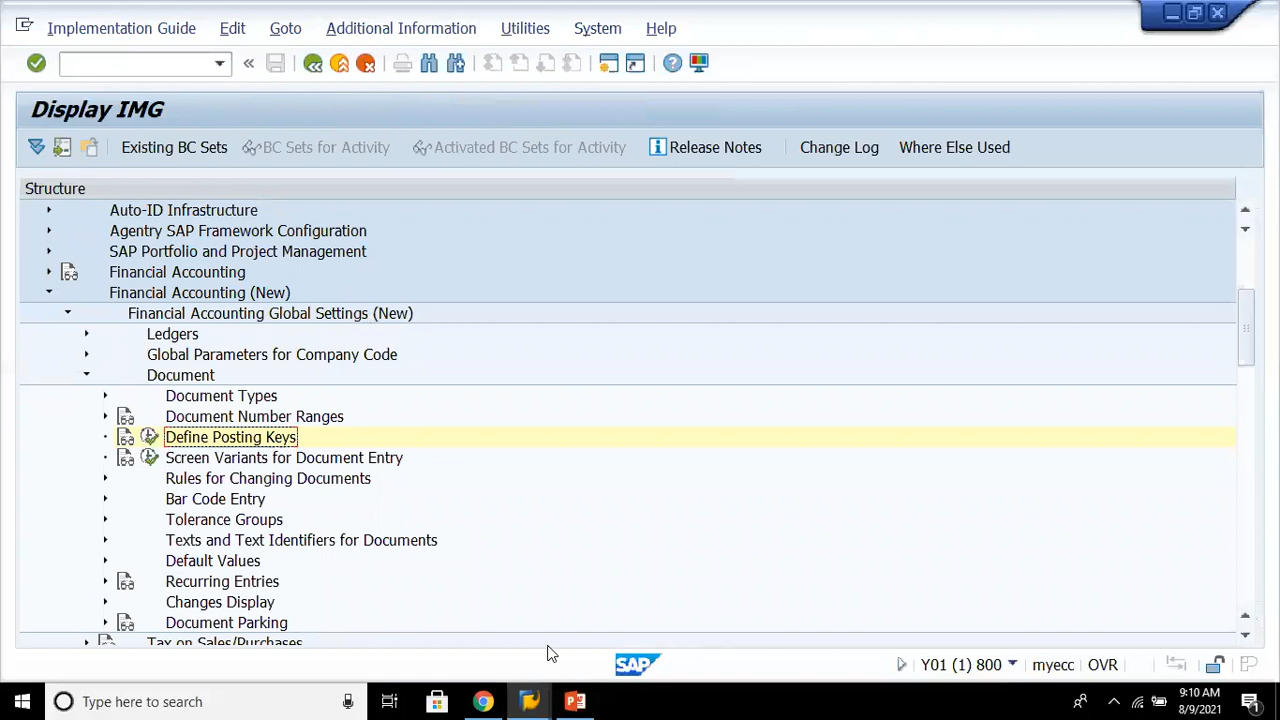 Implementation Guide Edit Goto Additional Information Utilities System Help
Display IMG
Existing BC Sets BC Sets for Activity Activated BC Sets for Activity Release Notes Change Log Where Else Used
Structure
Auto-ID Infrastructure
Agentry SAP Framework Configuration
SAP Portfolio and Project Management
Financial Accounting
Financial Accounting (New)
Financial Accounting Global Settings (New)
Ledgers
Global Parameters for Company Code
Document
Document Types
Document Number Ranges
Define Posting Keys
Screen Variants for Document Entry
Rules for Changing Documents
Bar Code Entry
Tolerance Groups
Texts and Text Identifiers for Documents
Default Values
Recurring Entries
Changes Display
Document Parking
Tax on Sales/Purchases
SAP Y01 (1) 800 myecc OVR
Type here to search
9:10 AM
8/9/2021
1